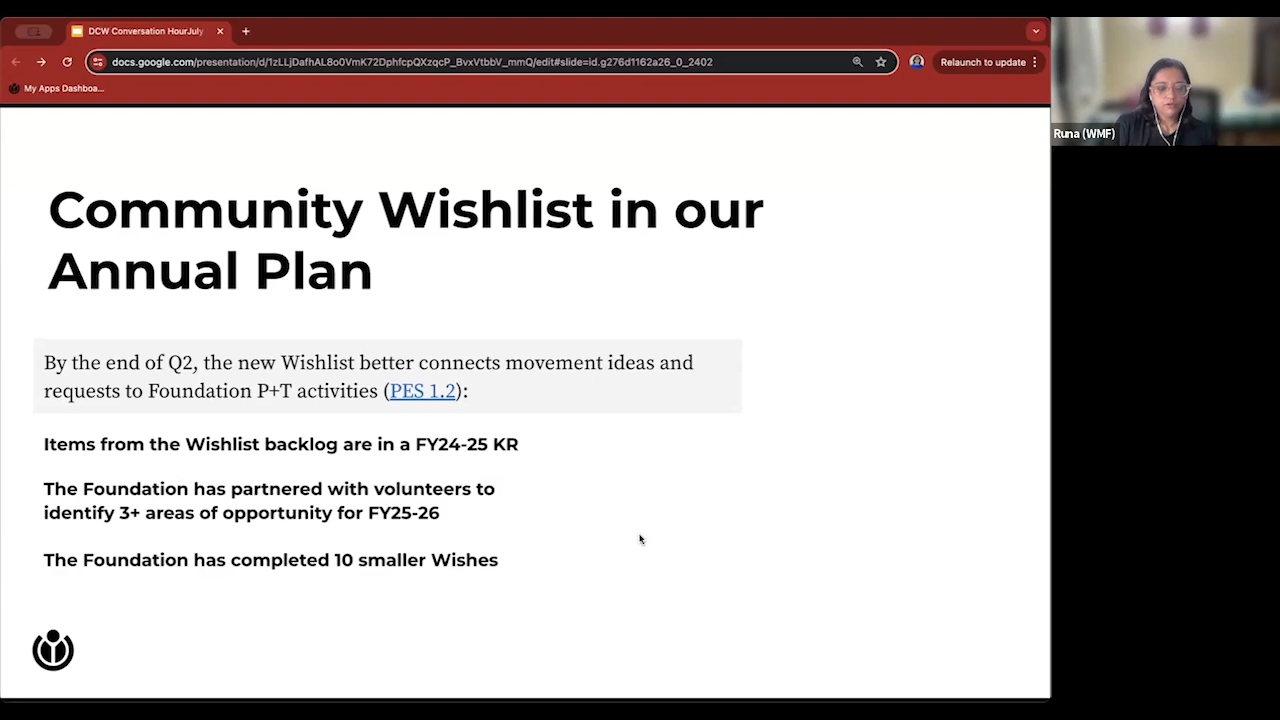 DCW Conversation HourJuly
docs.google.com/presentation/d/1zLLjDafhAL8o0VmK72DphfcpQXzqcP_BvxVtbbV_mmQ/edit#slide=id.g276d1162a26_0_2402
Relaunch to update
My Apps Dashboa...
Runa (WMF)
Community Wishlist in our
Annual Plan
By the end of Q2, the new Wishlist better connects movement ideas and
requests to Foundation P+T activities (PES 1.2):
Items from the Wishlist backlog are in a FY24-25 KR
The Foundation has partnered with volunteers to
identify 3+ areas of opportunity for FY25-26
The Foundation has completed 10 smaller Wishes